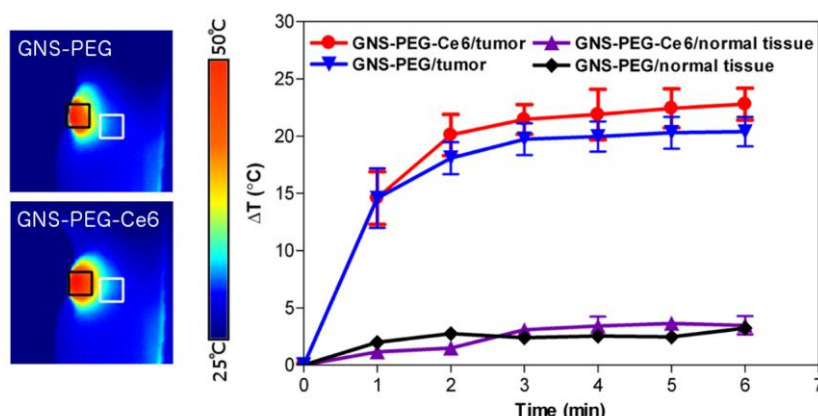 GNS-PEG
GNS-PEG-Ce6
50℃
25℃
30
25
20
15
10
5
0
ΔT (°C)
GNS-PEG-Ce6/tumor
GNS-PEG/tumor
GNS-PEG-Ce6/normal tissue
GNS-PEG/normal tissue
0 1 2 3 4 5 6 7
Time (min)